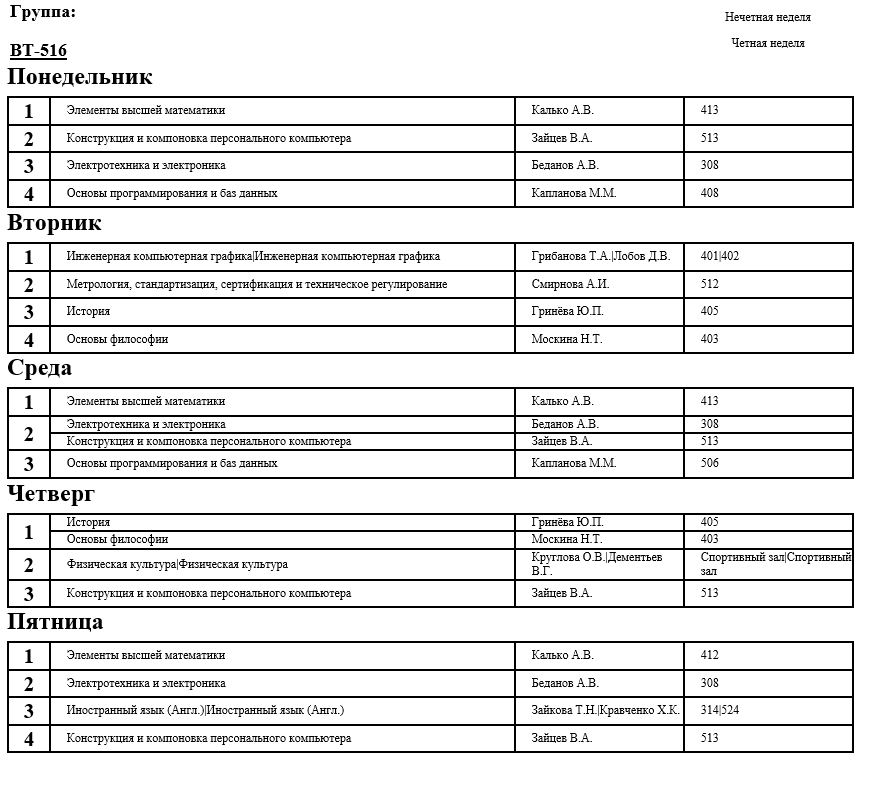 Группа:
Нечетная неделя
Четная неделя
ВТ-516
Понедельник
1 Элементы высшей математики Калько А.В. 413
2 Конструкция и компоновка персонального компьютера Зайцев В.А. 513
3 Электротехника и электроника Беданов А.В. 308
4 Основы программирования и баз данных Капланова М.М. 408
Вторник
1 Инженерная компьютерная графика|Инженерная компьютерная графика Грибанова Т.А.|Лобов Д.В. 401|402
2 Метрология, стандартизация, сертификация и техническое регулирование Смирнова А.И. 512
3 История Гринёва Ю.П. 405
4 Основы философии Москина Н.Т. 403
Среда
1 Элементы высшей математики Калько А.В. 413
2 Электротехника и электроника Беданов А.В. 308
Конструкция и компоновка персонального компьютера Зайцев В.А. 513
3 Основы программирования и баз данных Капланова М.М. 506
Четверг
1 История Гринёва Ю.П. 405
Основы философии Москина Н.Т. 403
2 Физическая культура|Физическая культура Круглова О.В.|Дементьев Спортивный зал|Спортивный
В.Г. зал
3 Конструкция и компоновка персонального компьютера Зайцев В.А. 513
Пятница
1 Элементы высшей математики Калько А.В. 412
2 Электротехника и электроника Беданов А.В. 308
3 Иностранный язык (Англ.)|Иностранный язык (Англ.) Зайкова Т.Н.|Кравченко Х.К. 314|524
4 Конструкция и компоновка персонального компьютера Зайцев В.А. 513